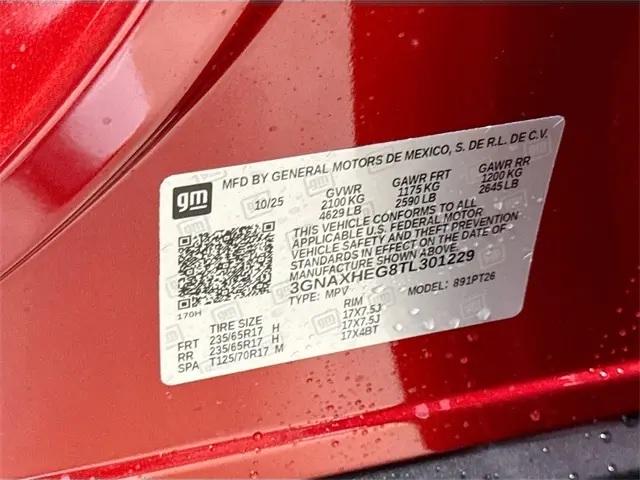 MFD BY GENERAL MOTORS DE MEXICO, S. DE R.L. DE C.V.
gm
10/25 GVWR GAWR FRT GAWR RR
2100 KG 1175 KG 1200 KG
4629 LB 2590 LB 2645 LB
THIS VEHICLE CONFORMS TO ALL
APPLICABLE U.S. FEDERAL MOTOR
VEHICLE SAFETY AND THEFT PREVENTION
STANDARDS IN EFFECT ON THE DATE OF
MANUFACTURE
3GNAXHEG8TL301229
170H
TYPE: MPV MODEL: 891PT26
TIRE SIZE RIM
FRT 235/65R17 H 17X7.5J
RR 235/65R17 H 17X7.5J
SPA T125/70R17 M 17X4BT